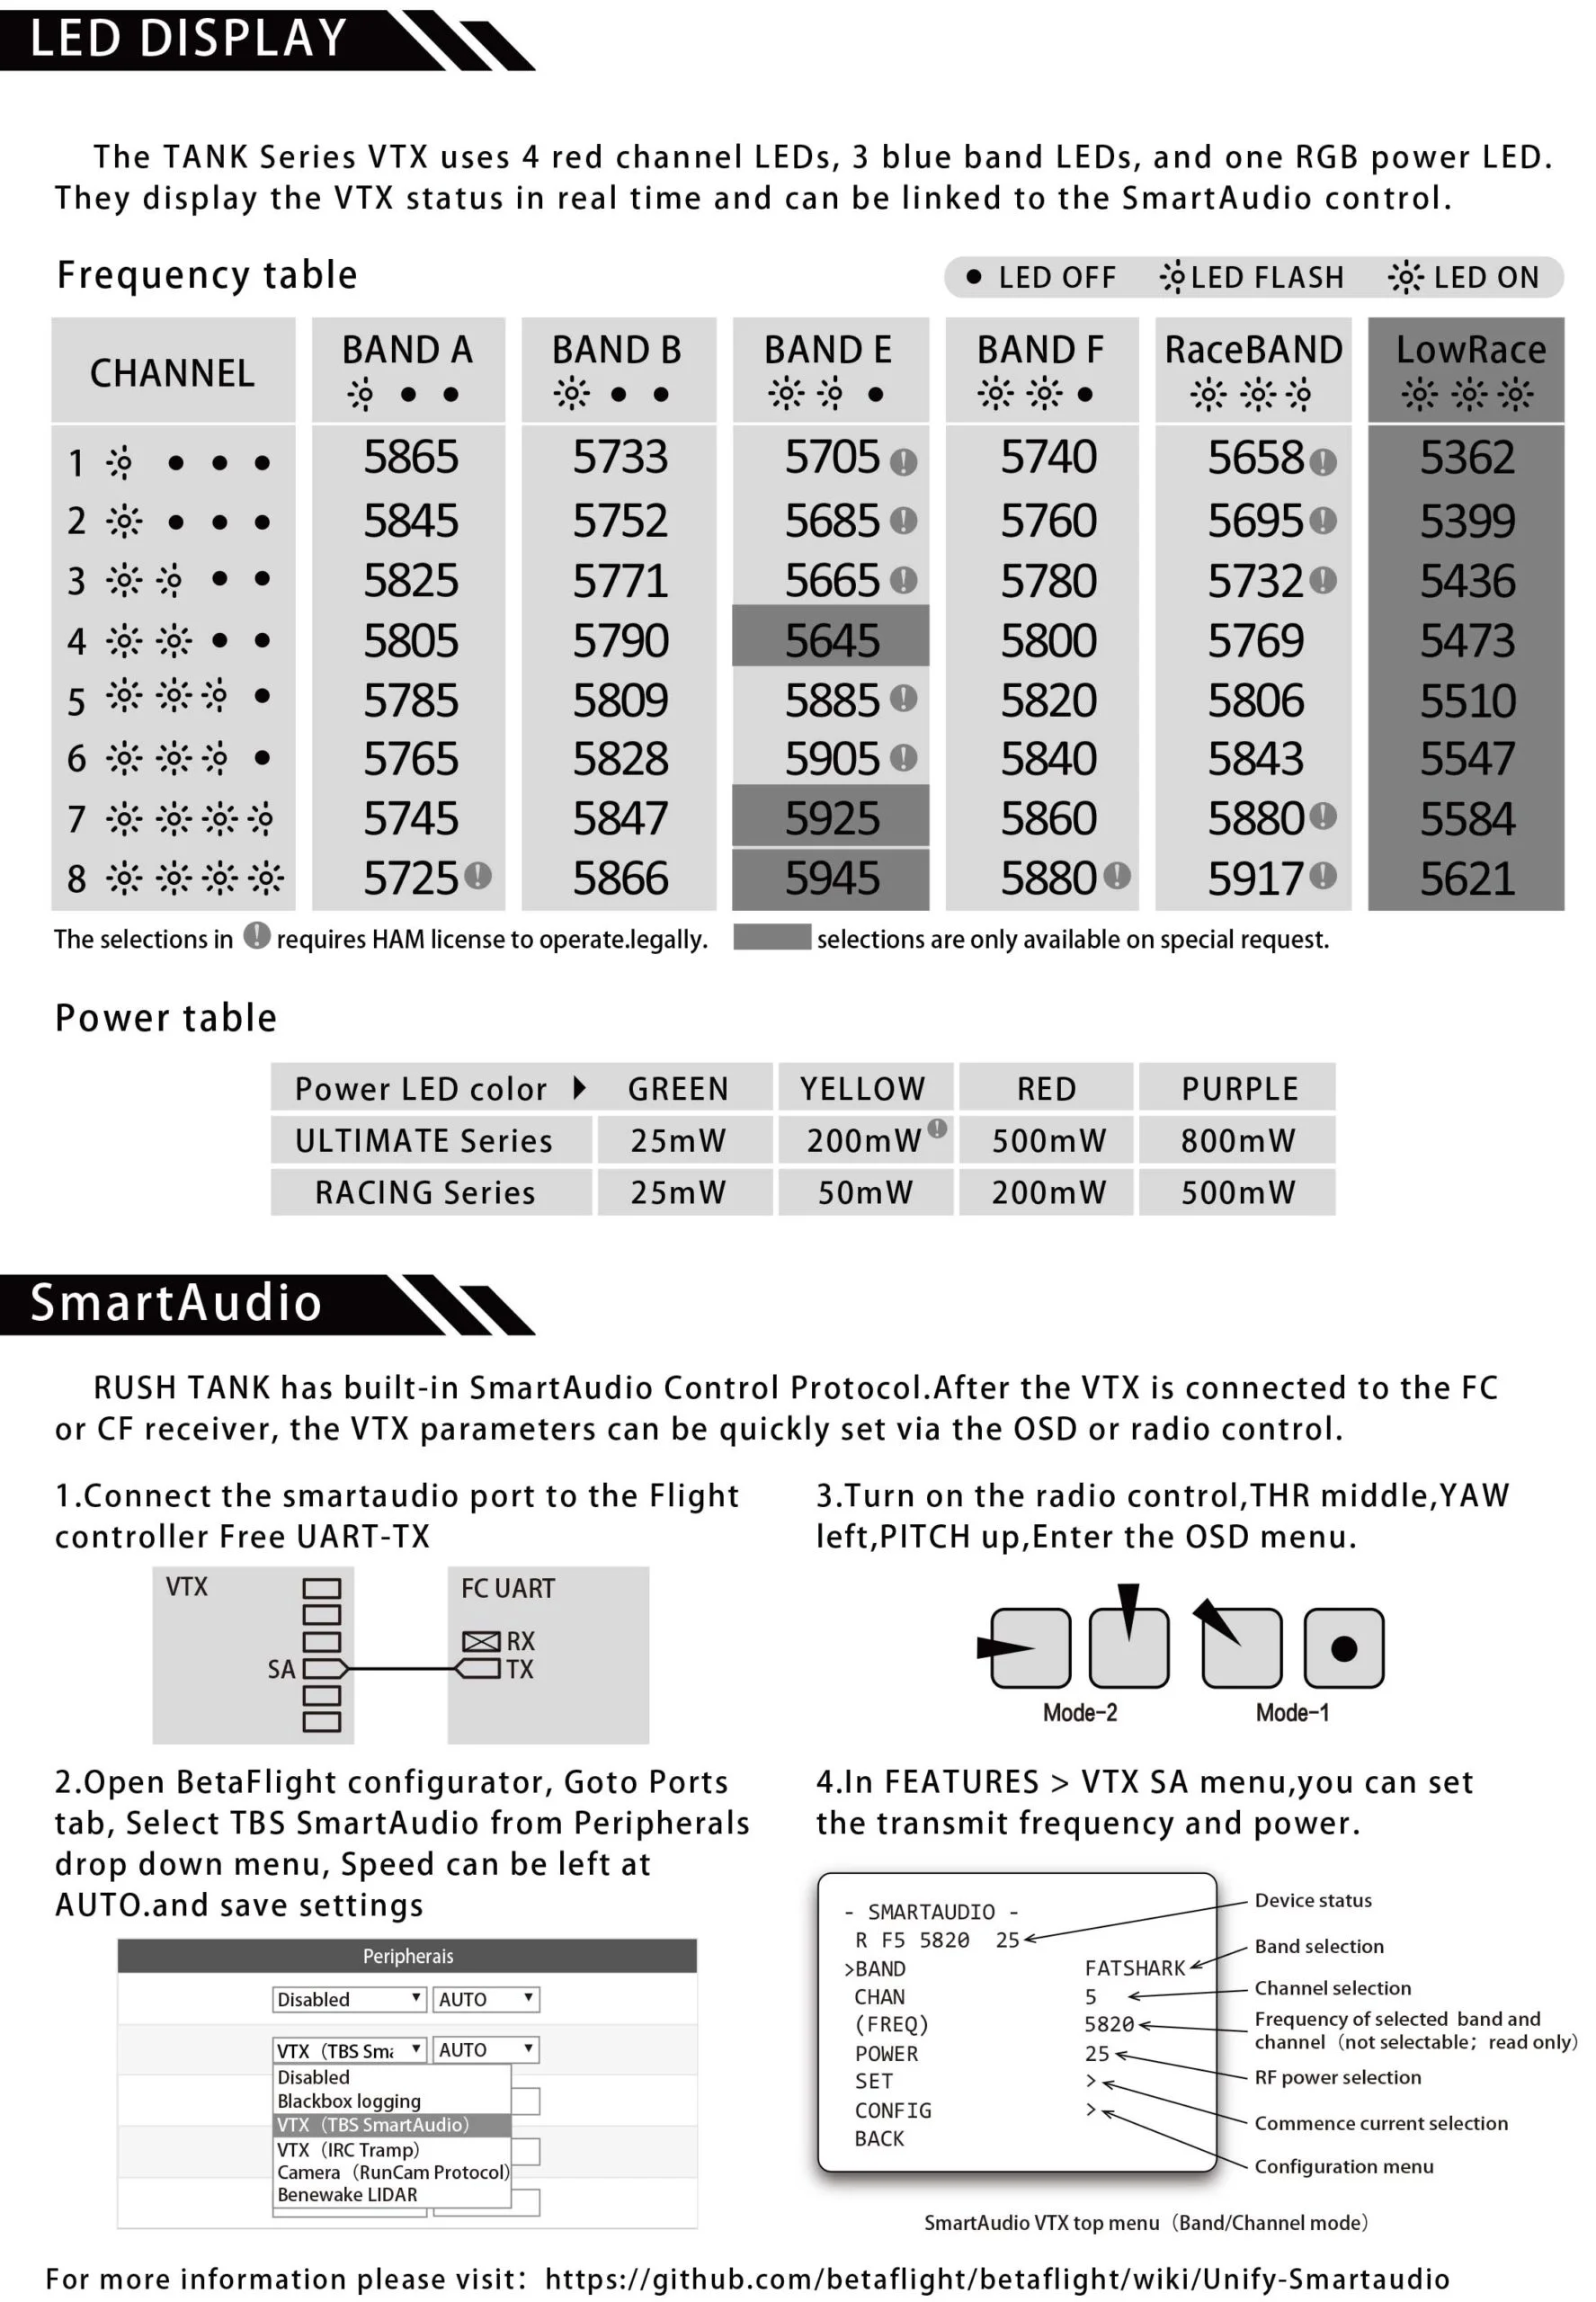 LED DISPLAY
The TANK Series VTX uses 4 red channel LEDs, 3 blue band LEDs, and one RGB power LED.
They display the VTX status in real time and can be linked to the SmartAudio control.
Frequency table
LED OFF LED FLASH LED ON
CHANNEL BAND A BAND B BAND E BAND F RaceBAND LowRace
1 5865 5733 5705 5740 5658 5362
2 5845 5752 5685 5760 5695 5399
3 5825 5771 5665 5780 5732 5436
4 5805 5790 5645 5800 5769 5473
5 5785 5809 5885 5820 5806 5510
6 5765 5828 5905 5840 5843 5547
7 5745 5847 5925 5860 5880 5584
8 5725 5866 5945 5880 5917 5621
The selections in ! requires HAM license to operate.legally. selections are only available on special request.
Power table
Power LED color ▶ GREEN YELLOW RED PURPLE
ULTIMATE Series 25mW 200mW ! 500mW 800mW
RACING Series 25mW 50mW 200mW 500mW
SmartAudio
RUSH TANK has built-in SmartAudio Control Protocol.After the VTX is connected to the FC
or CF receiver, the VTX parameters can be quickly set via the OSD or radio control.
1.Connect the smartaudio port to the Flight
controller Free UART-TX
VTX
SA
FC UART
RX
TX
2.Open BetaFlight configurator, Goto Ports
tab, Select TBS SmartAudio from Peripherals
drop down menu, Speed can be left at
AUTO.and save settings
Peripherais
Disabled AUTO
VTX (TBS Sma AUTO
Disabled
Blackbox logging
VTX (TBS SmartAudio)
VTX (IRC Tramp)
Camera (RunCam Protocol)
Benewake LIDAR
3.Turn on the radio control,THR middle,YAW
left,PITCH up,Enter the OSD menu.
Mode-2 Mode-1
4.In FEATURES > VTX SA menu,you can set
the transmit frequency and power.
- SMARTAUDIO -
R F5 5820 25
>BAND FATSHARK
CHAN 5
(FREQ) 5820
POWER 25
SET >
CONFIG >
BACK
Device status
Band selection
Channel selection
Frequency of selected band and
channel (not selectable; read only)
RF power selection
Commence current selection
Configuration menu
SmartAudio VTX top menu (Band/Channel mode)
For more information please visit: https://github.com/betaflight/betaflight/wiki/Unify-Smartaudio